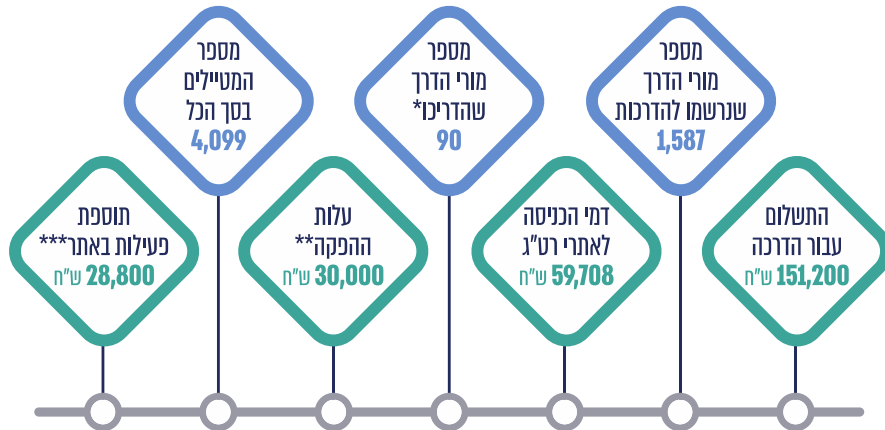 מספר
מורי הדרך
שנרשמו להדרכות
1,587
מספר
מורי הדרך
שהדריכו*
90
מספר
המטיילים
בסך הכל
4,099
התשלום
עבור הדרכה
151,200 ש"ח
דמי הכניסה
לאתרי רט"ג
59,708 ש"ח
עלות
ההפקה**
30,000 ש"ח
תוספת
פעילות באתר***
28,800 ש"ח